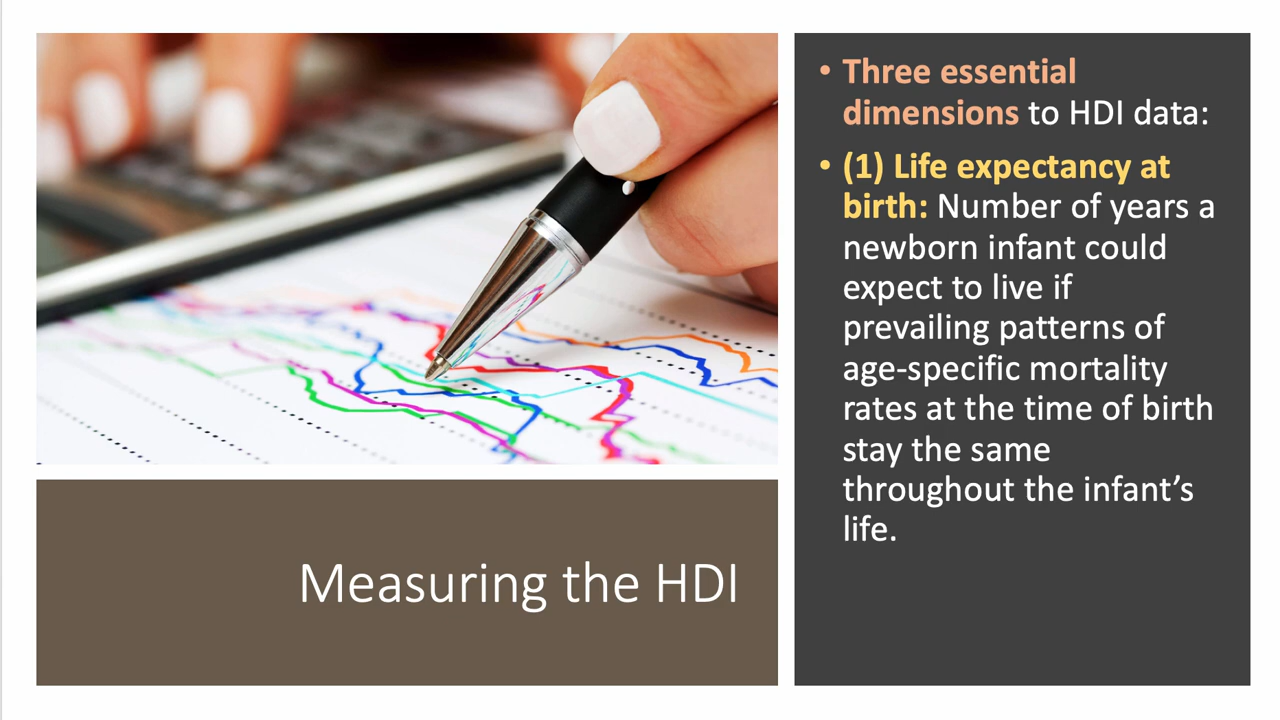 • Three essential
dimensions to HDI data:
• (1) Life expectancy at
birth: Number of years a
newborn infant could
expect to live if
prevailing patterns of
age-specific mortality
rates at the time of birth
stay the same
throughout the infant’s
life.
Measuring the HDI